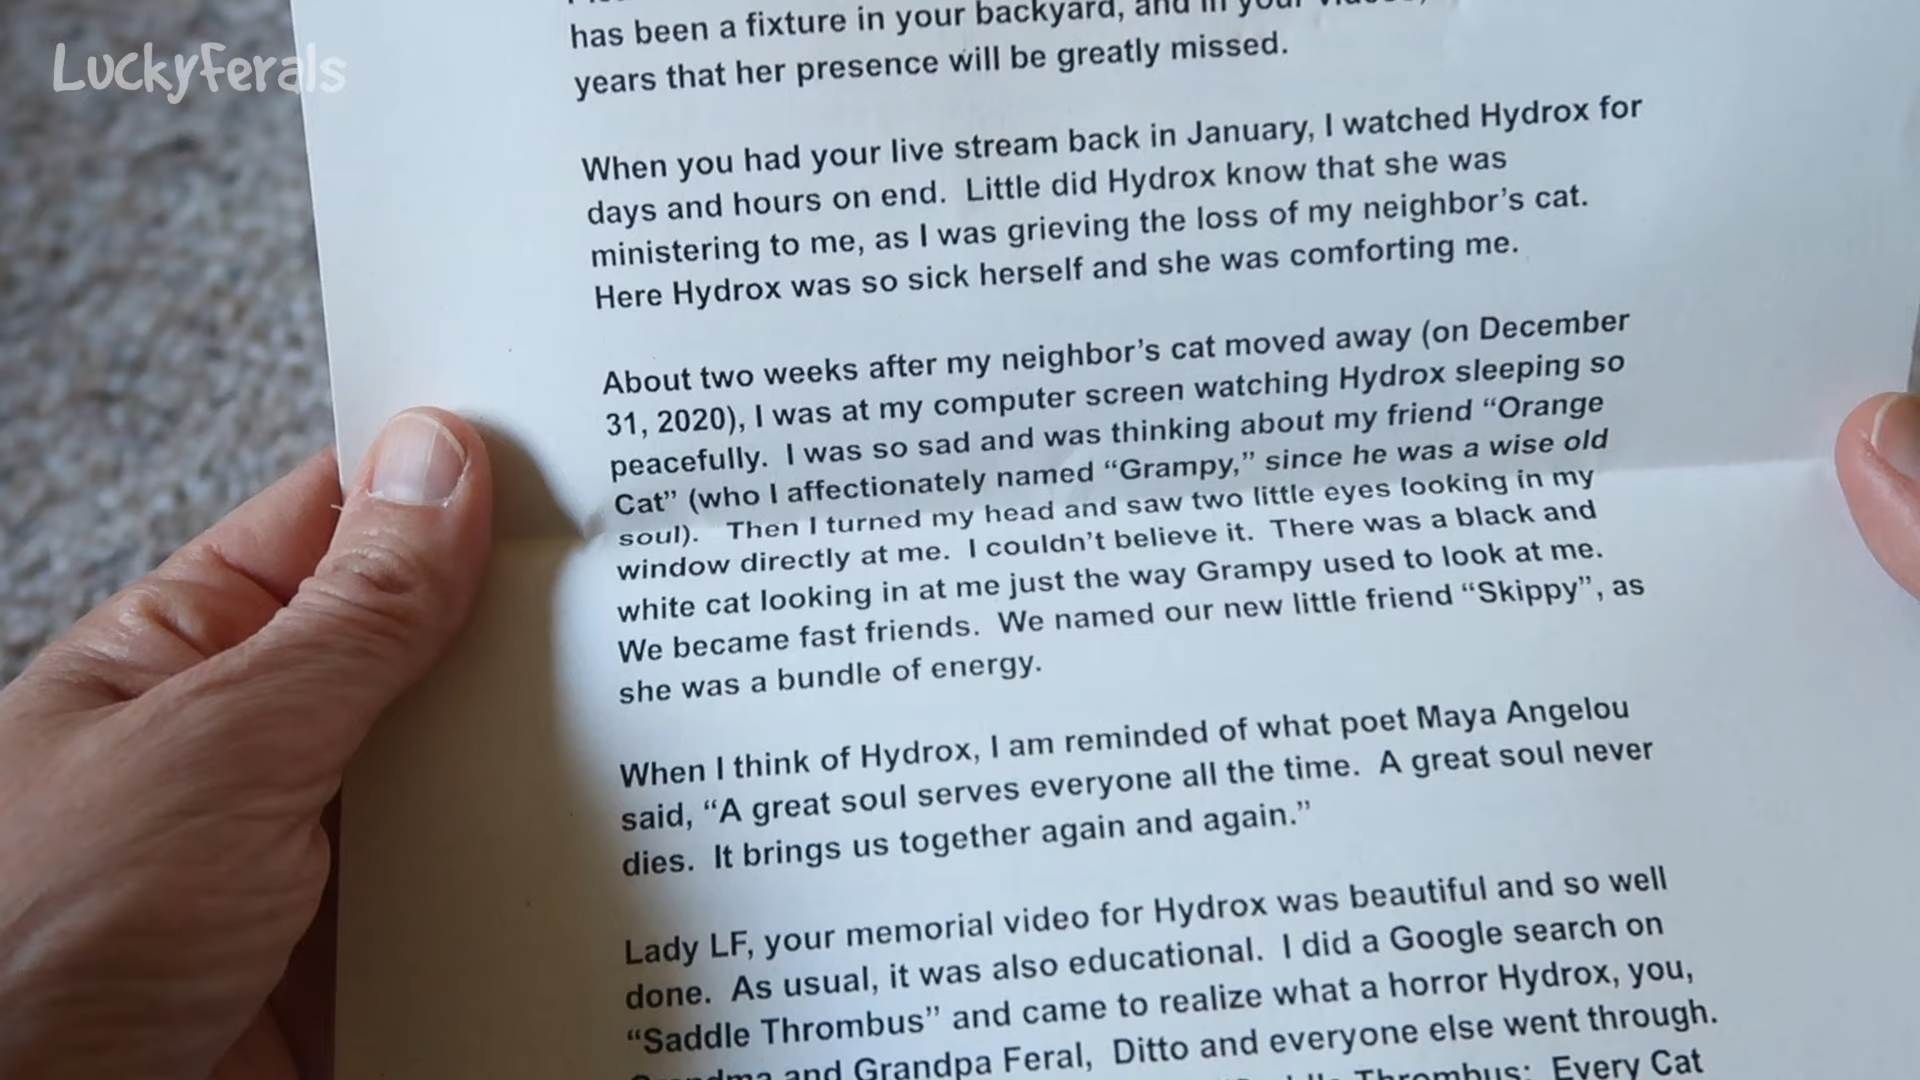 LuckyFerals
has been a fixture in your backyard, and in your videos,
years that her presence will be greatly missed.
When you had your live stream back in January, I watched Hydrox for
days and hours on end. Little did Hydrox know that she was
ministering to me, as I was grieving the loss of my neighbor's cat.
Here Hydrox was so sick herself and she was comforting me.
About two weeks after my neighbor's cat moved away (on December
31, 2020), I was at my computer screen watching Hydrox sleeping so
peacefully. I was so sad and was thinking about my friend “Orange
Cat” (who I affectionately named “Grampy,” since he was a wise old
soul). Then I turned my head and saw two little eyes looking in my
window directly at me. I couldn't believe it. There was a black and
white cat looking in at me just the way Grampy used to look at me.
We became fast friends. We named our new little friend “Skippy”, as
she was a bundle of energy.
When I think of Hydrox, I am reminded of what poet Maya Angelou
said, “A great soul serves everyone all the time. A great soul never
dies. It brings us together again and again.”
Lady LF, your memorial video for Hydrox was beautiful and so well
done. As usual, it was also educational. I did a Google search on
“Saddle Thrombus” and came to realize what a horror Hydrox, you,
and Grandpa Feral, Ditto and everyone else went through.
Thrombus: Every Cat